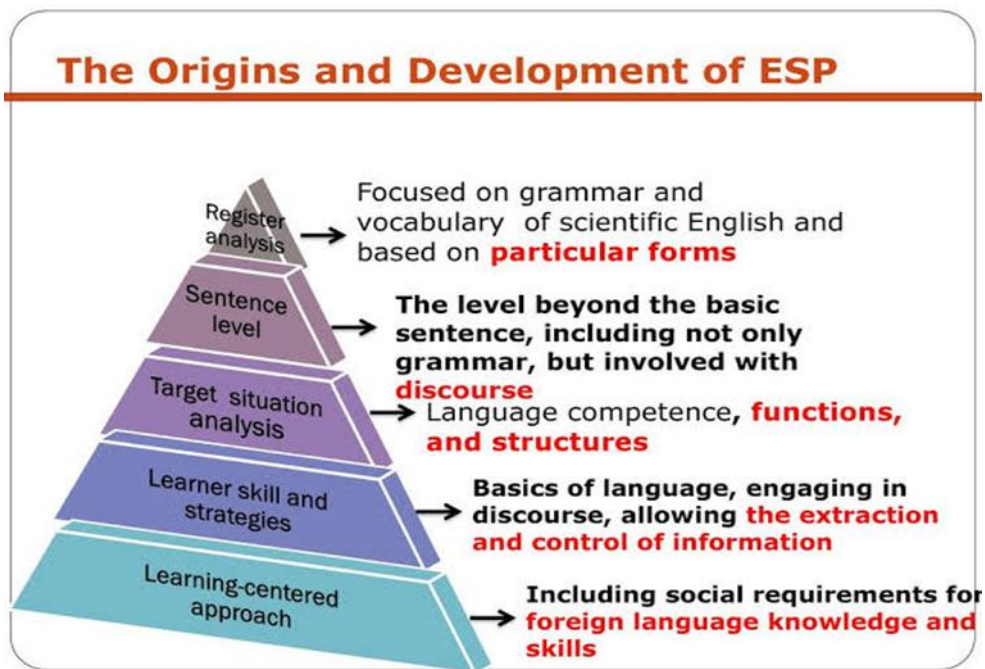 The Origins and Development of ESP
Register
analysis
Focused on grammar and
vocabulary of scientific English and
based on particular forms
Sentence
level
The level beyond the basic
sentence, including not only
grammar, but involved with
discourse
Target situation
analysis
Language competence, functions,
and structures
Learner skill and
strategies
Basics of language, engaging in
discourse, allowing the extraction
and control of information
Learning-centered
approach
Including social requirements for
foreign language knowledge and
skills